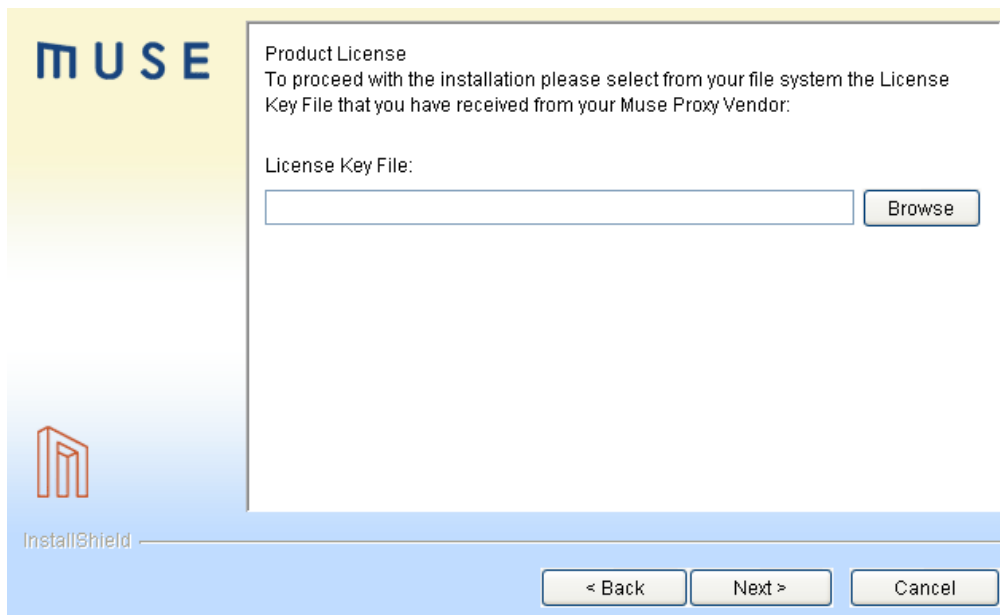 MUSE
Product License
To proceed with the installation please select from your file system the License
Key File that you have received from your Muse Proxy Vendor:
License Key File:
Browse
InstallShield
< Back
Next >
Cancel